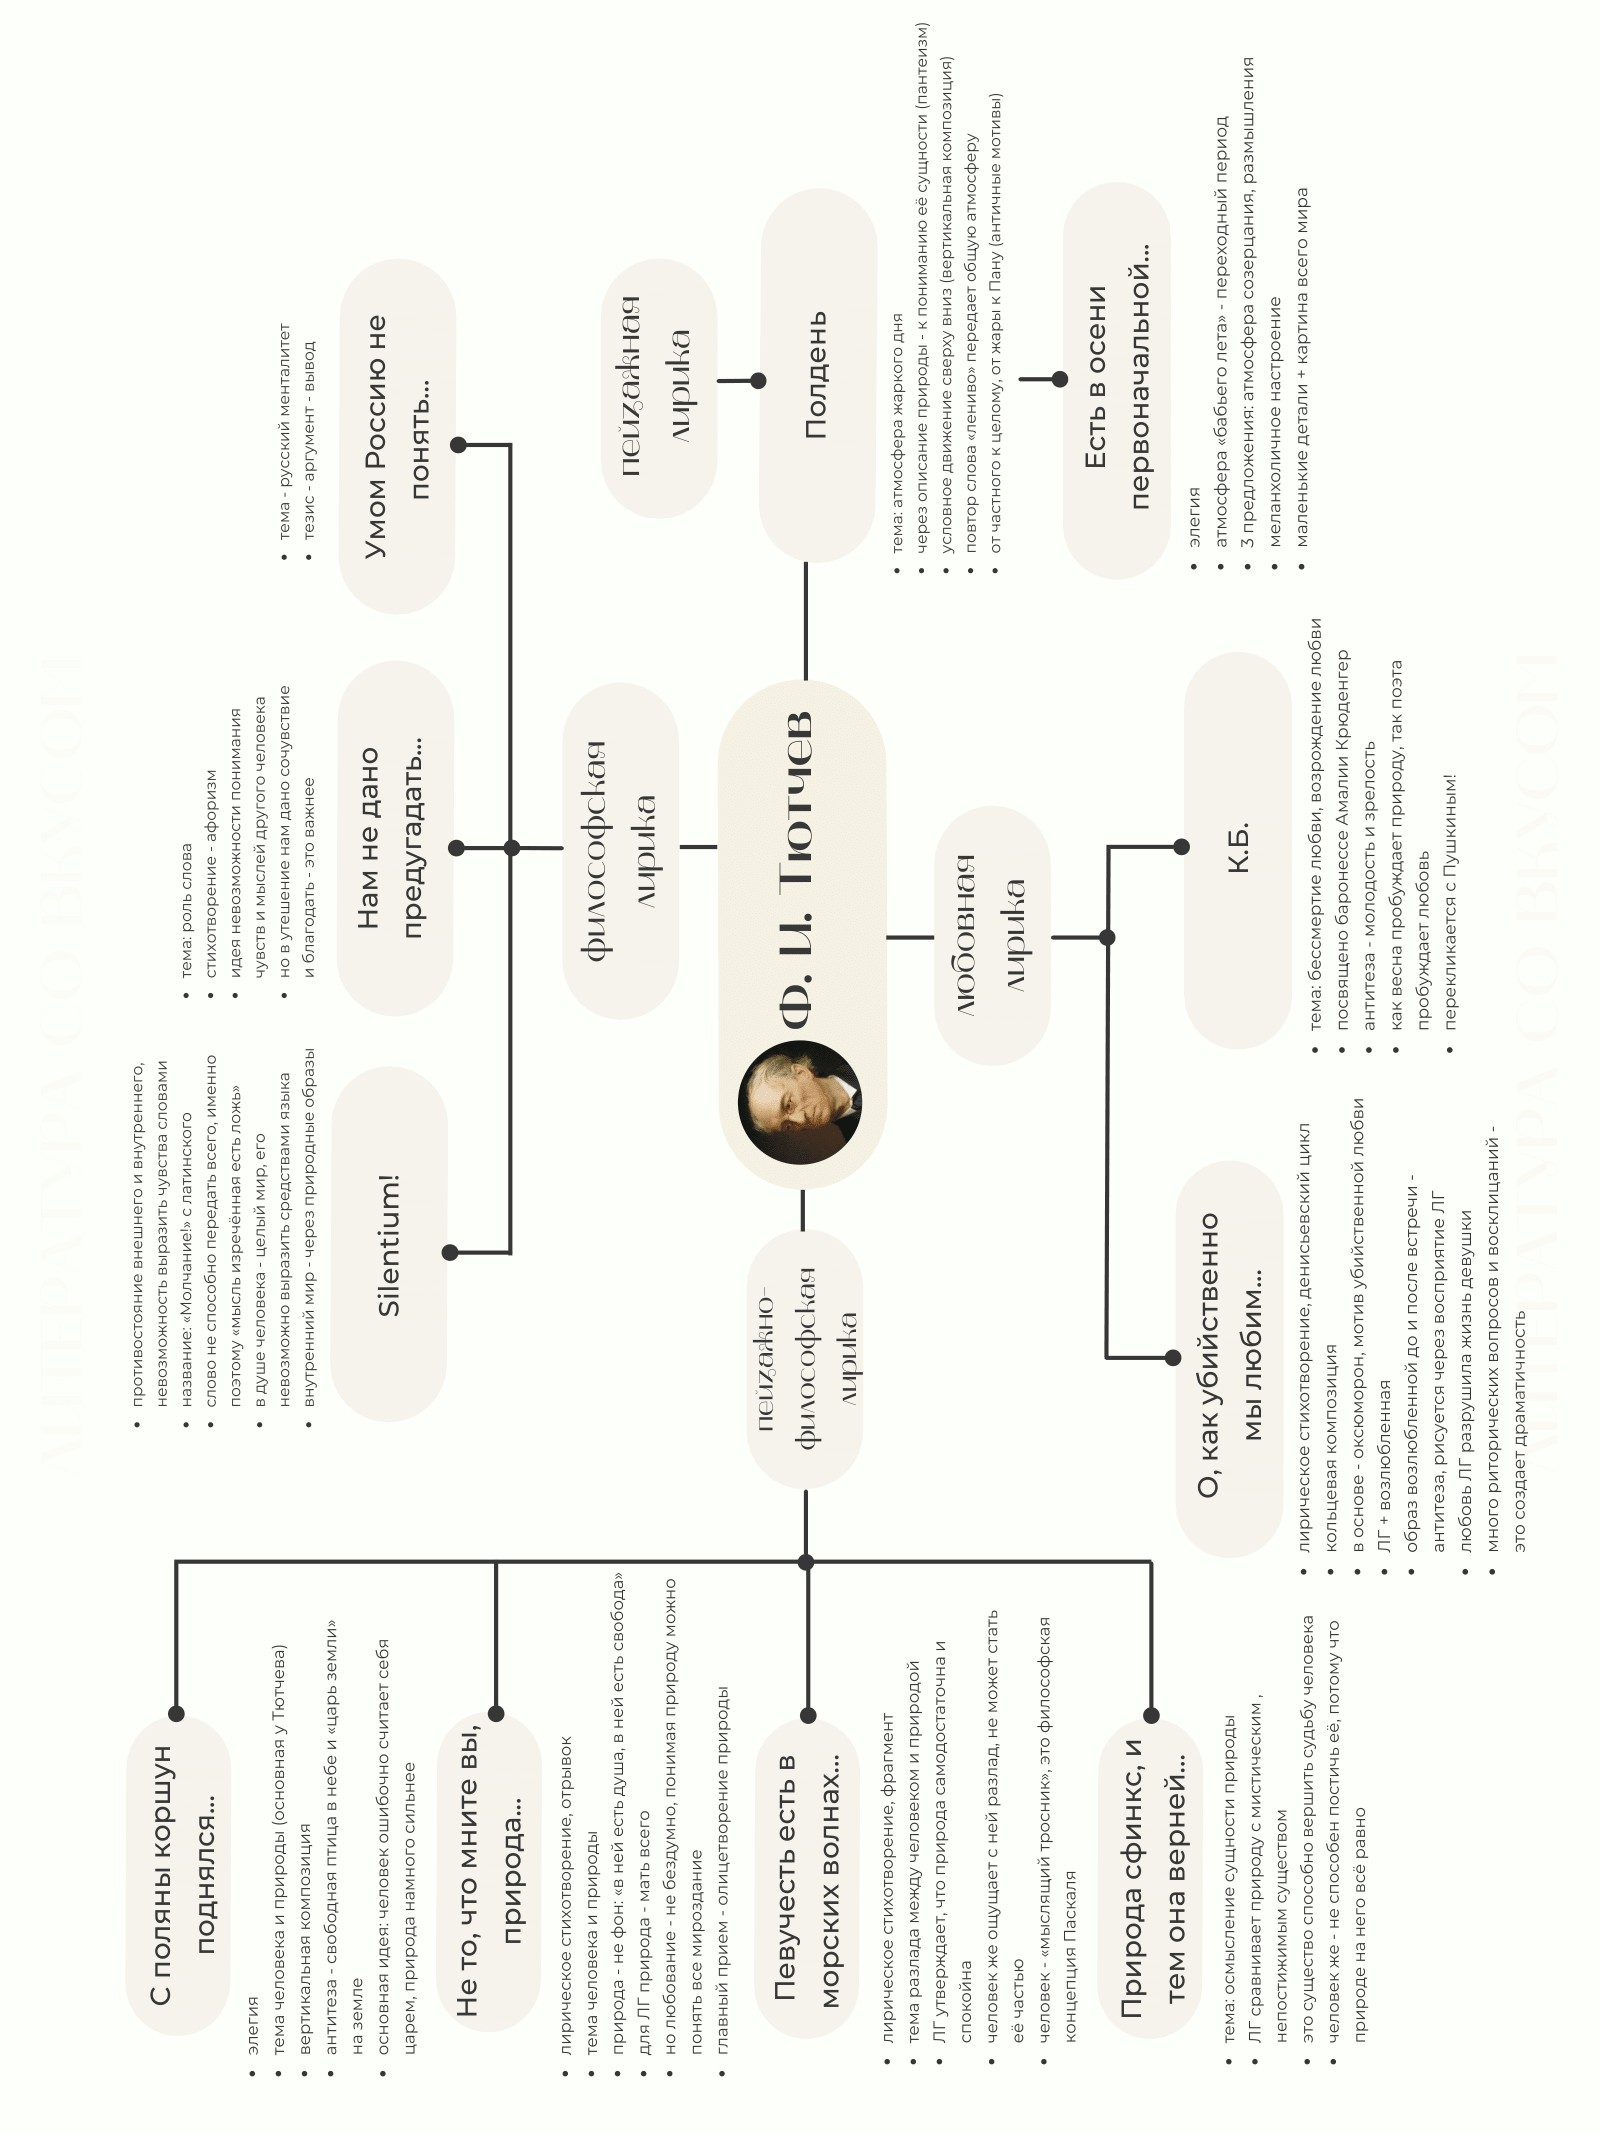 Silentium!
противостояние внешнего и внутреннего,
невозможность выразить чувства словами
название: «Молчание!» с латинского
слово не способно передать всего, именно
поэтому «мысль изречённая есть ложь»
в душе человека - целый мир, его
невозможно выразить средствами языка
внутренний мир - через природные образы
Нам не дано
предугадать...
тема: роль слова
стихотворение - афоризм
идея невозможности понимания
чувств и мыслей другого человека
но в утешение нам дано сочувствие
и благодать - это важнее
Умом Россию не
понять...
тема - русский менталитет
тезис - аргумент - вывод
философская
лирика
пейзажная
лирика
Ф. И. Тютчев
Полдень
тема: атмосфера жаркого дня
через описание природы - к пониманию её сущности (пантеизм)
условное движение сверху вниз (вертикальная композиция)
повтор слова «лениво» передает общую атмосферу
от частного к целому, от жары к Пану (античные мотивы)
Есть в осени
первоначальной...
элегия
атмосфера «бабьего лета» - переходный период
3 предложения: атмосфера созерцания, размышления
меланхоличное настроение
маленькие детали + картина всего мира
любовная
лирика
К.Б.
тема: бессмертие любви, возрождение любви
посвящено баронессе Амалии Крюденгер
антитеза - молодость и зрелость
как весна пробуждает природу, так поэта
пробуждает любовь
перекликается с Пушкиным!
О, как убийственно
мы любим...
лирическое стихотворение, денисьевский цикл
кольцевая композиция
в основе - оксюморон, мотив убийственной любви
ЛГ + возлюбленная
образ возлюбленной до и после встречи -
антитеза, рисуется через восприятие ЛГ
любовь ЛГ разрушила жизнь девушки
много риторических вопросов и восклицаний -
это создает драматичность
пейзажно-
философская
лирика
С поляны коршун
поднялся...
элегия
тема человека и природы (основная у Тютчева)
вертикальная композиция
антитеза - свободная птица в небе и «царь земли»
на земле
основная идея: человек ошибочно считает себя
царем, природа намного сильнее
Не то, что мните вы,
природа...
лирическое стихотворение, отрывок
тема человека и природы
природа - не фон: «в ней есть душа, в ней есть свобода»
для ЛГ природа - мать всего
но любование - не бездумно, понимая природу можно
понять все мироздание
главный прием - олицетворение природы
Певучесть есть в
морских волнах...
лирическое стихотворение, фрагмент
тема разлада между человеком и природой
ЛГ утверждает, что природа самодостаточна и
спокойна
человек же ощущает с ней разлад, не может стать
её частью
человек - «мыслящий тросник», это философская
концепция Паскаля
Природа сфинкс, и
тем она верней...
тема: осмысление сущности природы
ЛГ сравнивает природу с мистическим ,
непостижимым существом
это существо способно вершить судьбу человека
человек же - не способен постичь её, потому что
природе на него всё равно
ЛИТЕРАТУРА СО ВКУСОМ
ЛИТЕРАТУРА СО ВКУСОМ